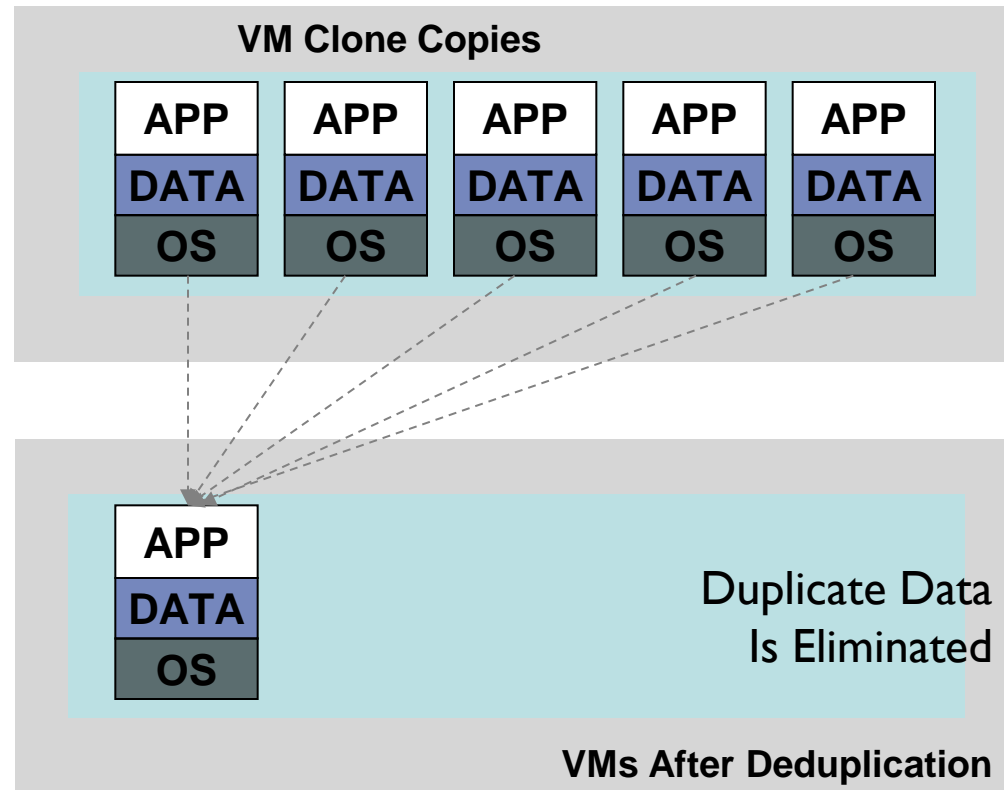 VM Clone Copies
APP APP APP APP APP
DATA DATA DATA DATA DATA
OS OS OS OS OS
APP
DATA
OS
Duplicate Data
Is Eliminated
VMs After Deduplication